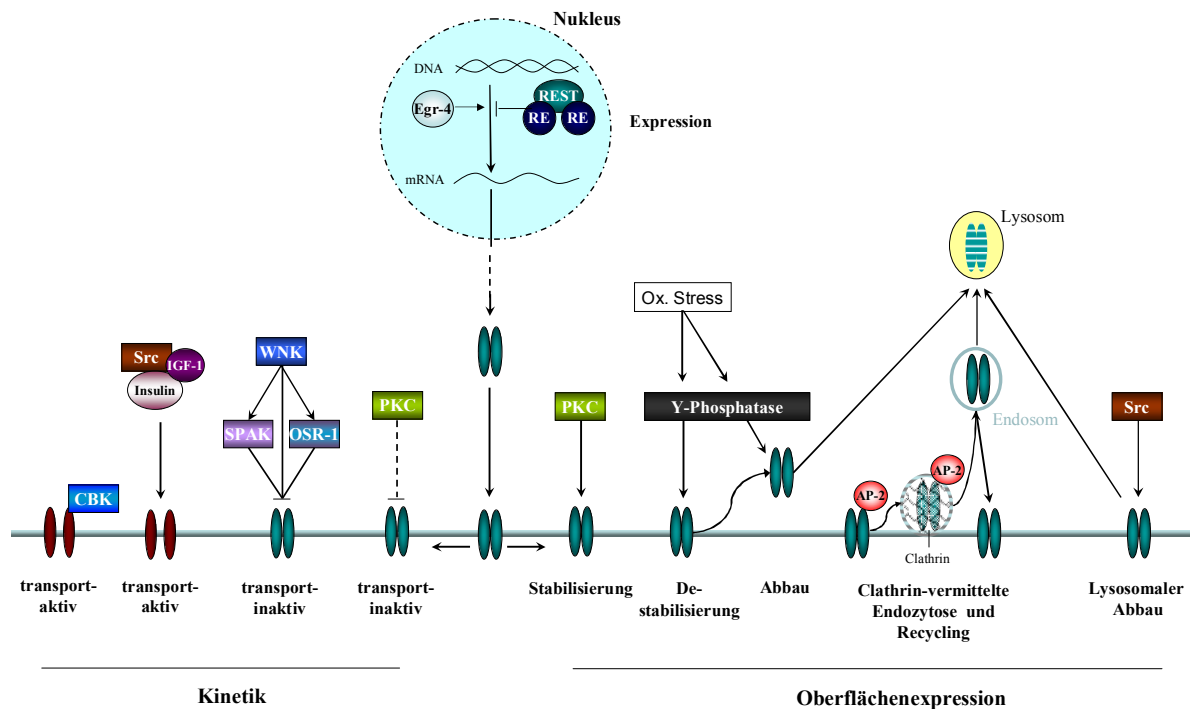 Nukleus
DNA
Egr-4
REST
RE
RE
Expression
mRNA
Lysosom
Ox. Stress
Src
IGF-1
Insulin
WNK
SPAK
OSR-1
PKC
PKC
Y-Phosphatase
Endosom
Src
CBK
AP-2
AP-2
Clathrin
transport-
aktiv
transport-
aktiv
transport-
inaktiv
transport-
inaktiv
Stabilisierung
De-
stabilisierung
Abbau
Clathrin-vermittelte
Endozytose und
Recycling
Lysosomaler
Abbau
Kinetik
Oberflächenexpression